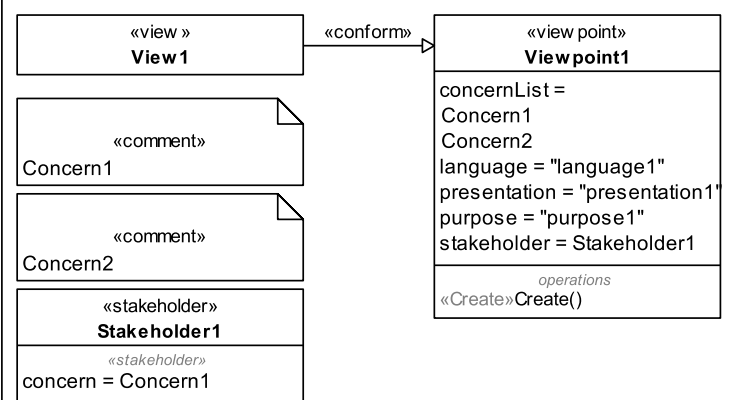 «view »
View1
«conform»
«view point»
Viewpoint1
concernList =
Concern1
Concern2
language = "language1"
presentation = "presentation1"
purpose = "purpose1"
stakeholder = Stakeholder1
operations
«Create»Create()
«comment»
Concern1
«comment»
Concern2
«stakeholder»
Stakeholder1
«stakeholder»
concern = Concern1